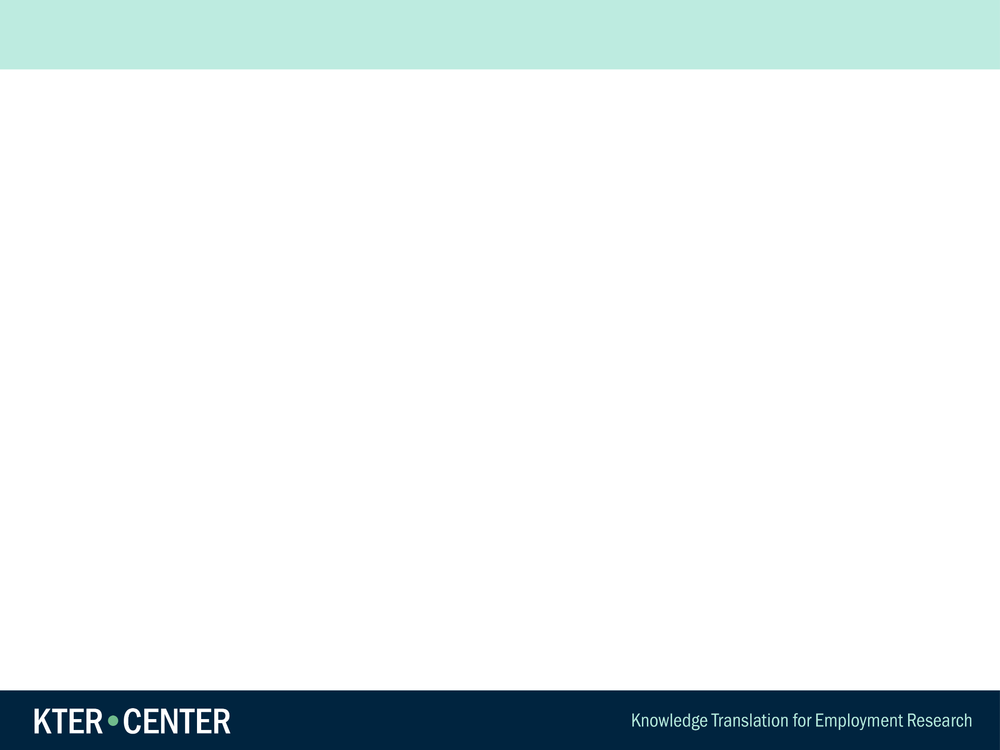 KTER•CENTER
Knowledge Translation for Employment Research